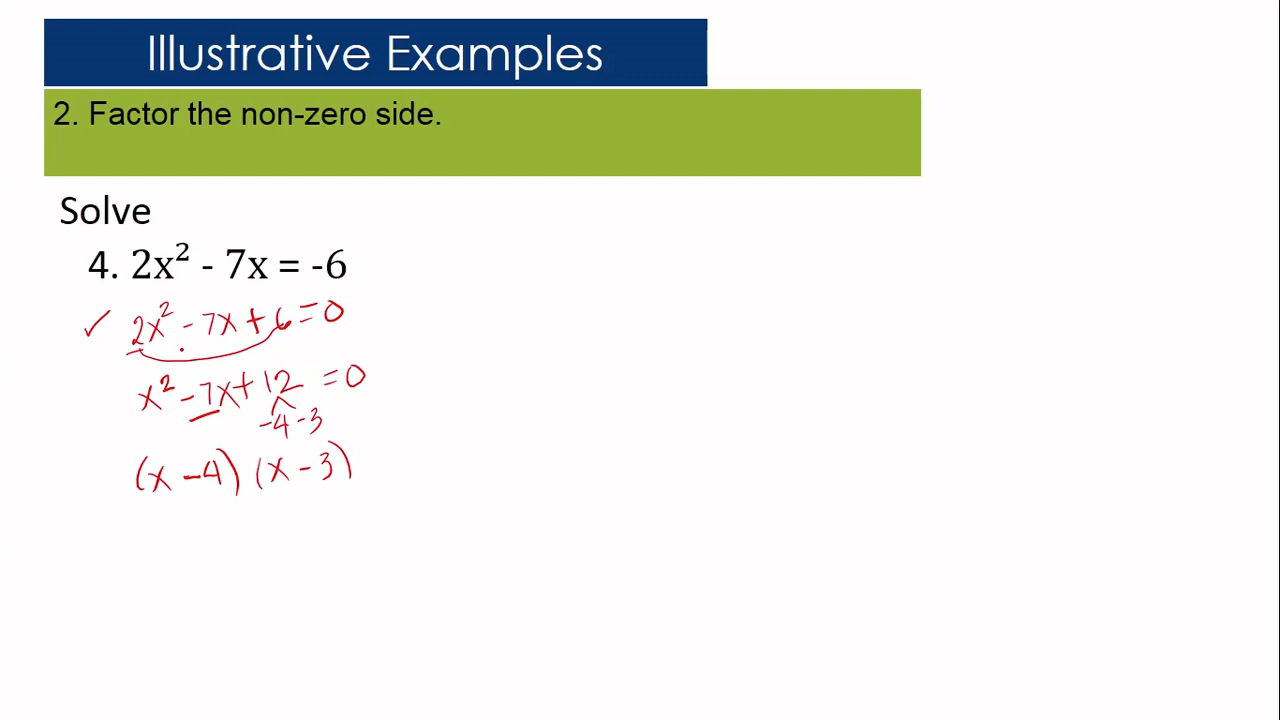 Illustrative Examples
2. Factor the non-zero side.
Solve
4. 2x² - 7x = -6
✓ 2x² - 7x + 6 = 0
x² - 7x + 12 = 0
-4 -3
(x - 4) (x - 3)